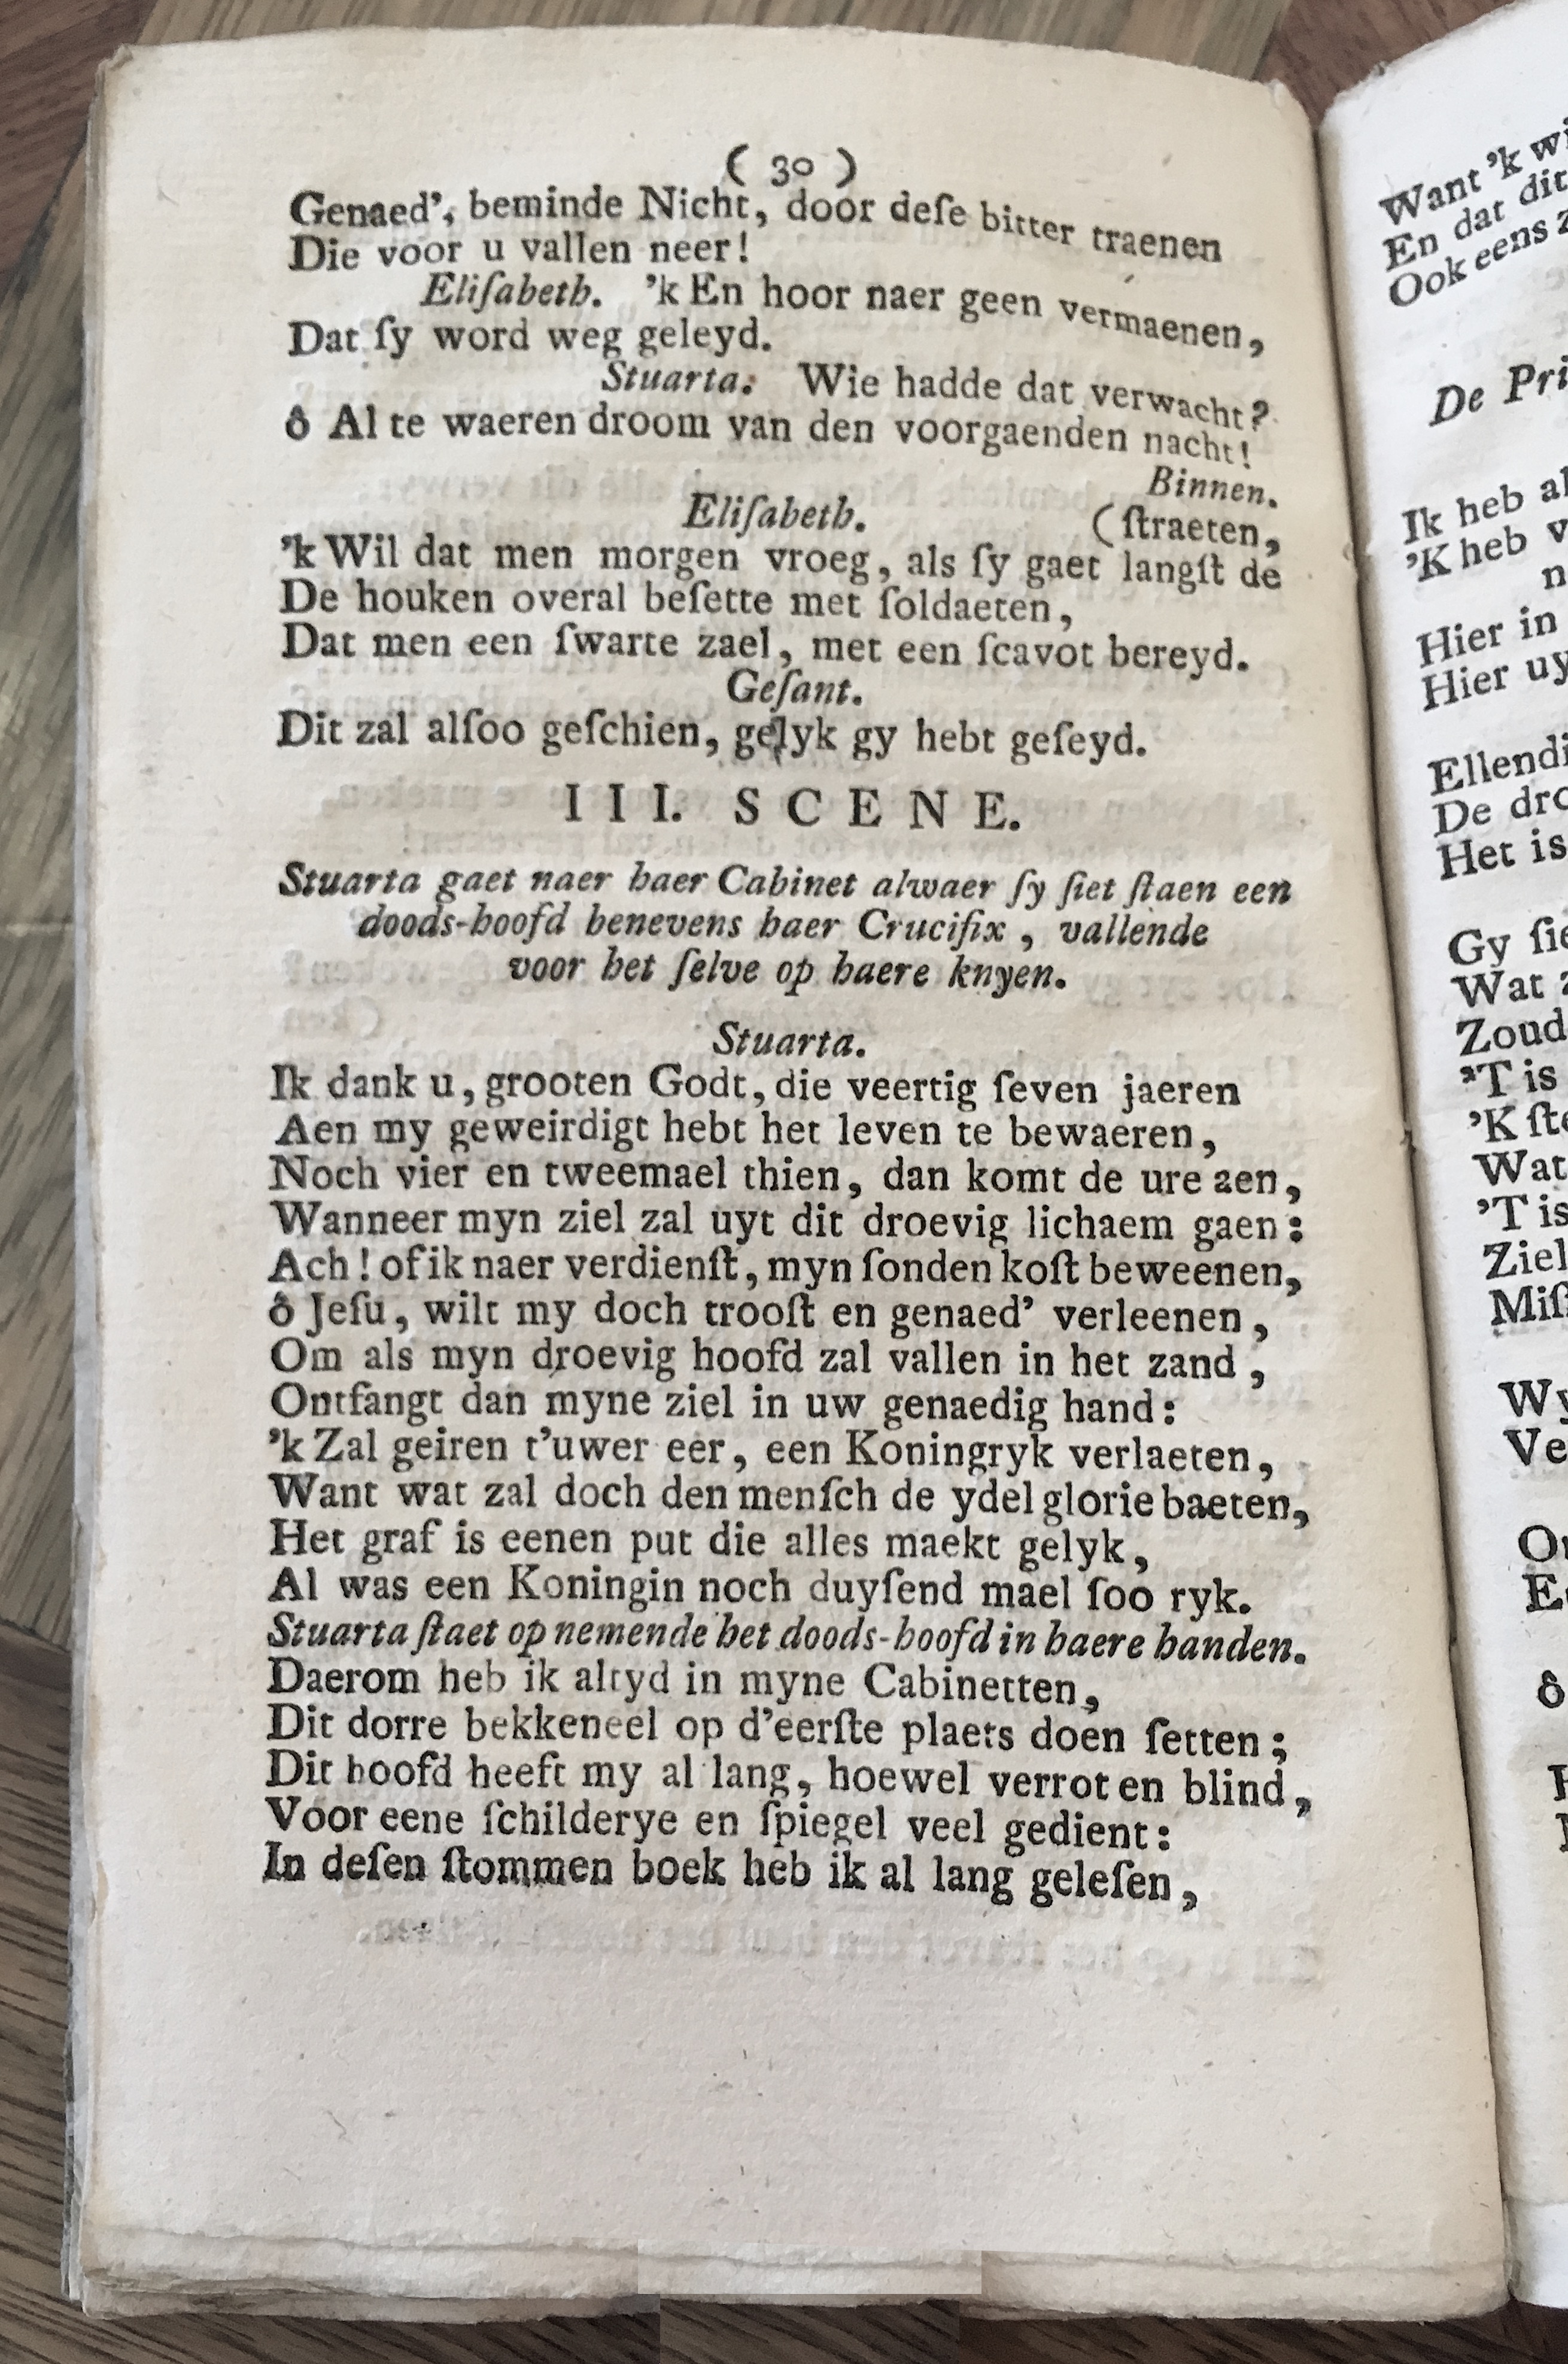 ( 30 )
Genaed', beminde Nicht, door deſe bitter traenen
Die voor u vallen neer!
Eliſabeth. 'k En hoor naer geen vermaenen,
Dat ſy word weg geleyd.
Stuarta. Wie hadde dat verwacht?
ô Al te waeren droom van den voorgaenden nacht!
Binnen.
Eliſabeth. (ſtraeten,
'k Wil dat men morgen vroeg, als ſy gaet langſt de
De houken overal beſette met ſoldaeten,
Dat men een ſwarte zael, met een ſcavot bereyd.
Geſant.
Dit zal alſoo geſchien, gelyk gy hebt geſeyd.
III. SCENE.
Stuarta gaet naer haer Cabinet alwaer ſy ſiet ſtaen een
doods-hoofd benevens haer Crucifix, vallende
voor het ſelve op haere knyen.
Stuarta.
Ik dank u, grooten Godt, die veertig ſeven jaeren
Aen my geweirdigt hebt het leven te bewaeren,
Noch vier en tweemael thien, dan komt de ure aen,
Wanneer myn ziel zal uyt dit droevig lichaem gaen:
Ach! of ik naer verdienſt, myn ſonden koſt beweenen,
ô Jeſu, wilt my doch trooſt en genaed' verleenen,
Om als myn droevig hoofd zal vallen in het zand,
Ontfangt dan myne ziel in uw genaedig hand:
'k Zal geiren t'uwer eer, een Koningryk verlaeten,
Want wat zal doch den menſch de ydel glorie baeten,
Het graf is eenen put die alles maekt gelyk,
Al was een Koningin noch duyſend mael ſoo ryk.
Stuarta ſtaet op nemende het doods-hoofd in haere handen.
Daerom heb ik altyd in myne Cabinetten,
Dit dorre bekkeneel op d'eerſte plaets doen ſetten;
Dit hoofd heeft my al lang, hoewel verrot en blind,
Voor eene ſchilderye en ſpiegel veel gedient:
In deſen ſtommen boek heb ik al lang geleſen,
Want 'k
En dat dit
Ook eens
De
Ik heb
'K heb
Hier in
Hier
De
Het is
Gy
Wat
'T is
'K
Wat
'T is
ô